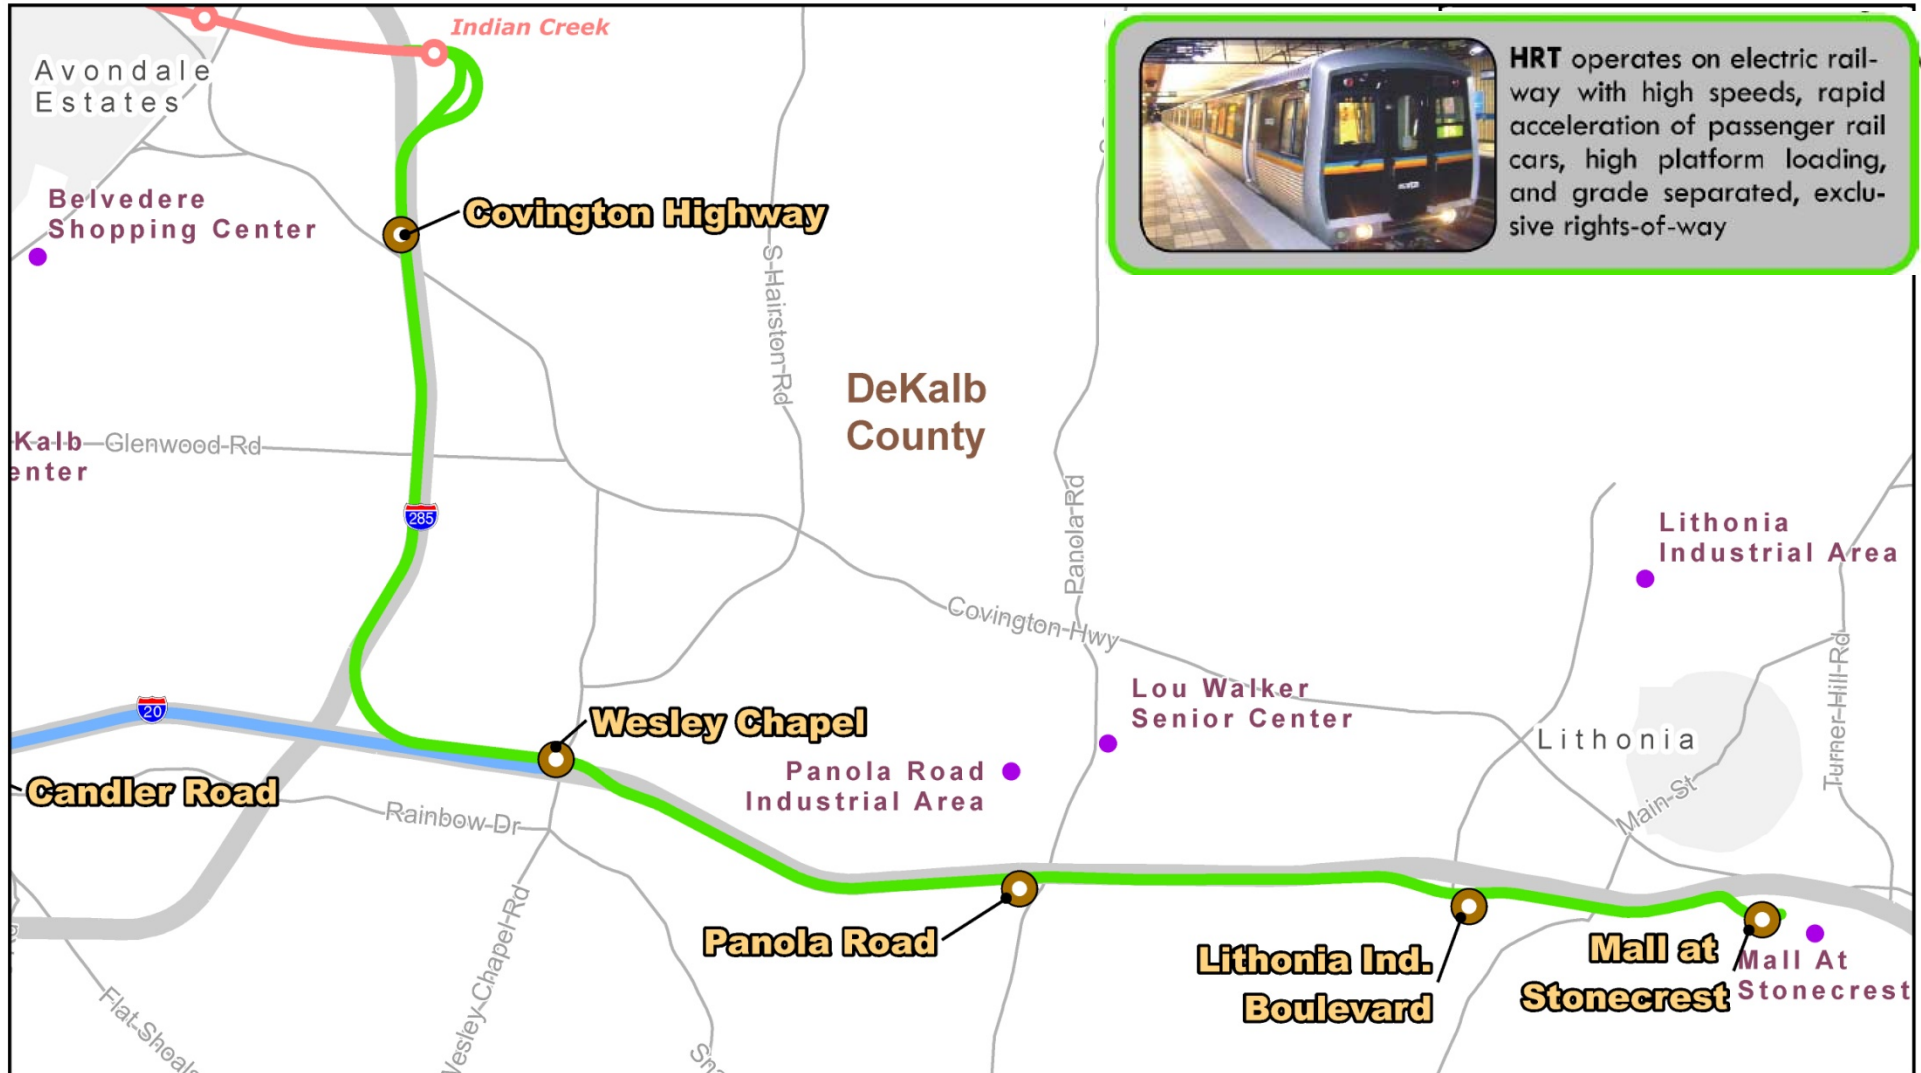 Indian Creek
Avondale
Estates
HRT operates on electric rail-
way with high speeds, rapid
acceleration of passenger rail
cars, high platform loading,
and grade separated, exclu-
sive rights-of-way
Belvedere
Shopping Center
Covington Highway
S Hairston Rd
DeKalb
County
Kalb
enter
Glenwood Rd
285
Panola Rd
Lithonia
Industrial Area
Covington Hwy
Turner Hill Rd
Lou Walker
Senior Center
20
Wesley Chapel
Lithonia
Panola Road
Industrial Area
Candler Road
Rainbow Dr
Main St
Panola Road
Wesley Chapel Rd
Lithonia Ind.
Boulevard
Mall at
Stonecrest
Mall At
Stonecrest
Flat Shoals